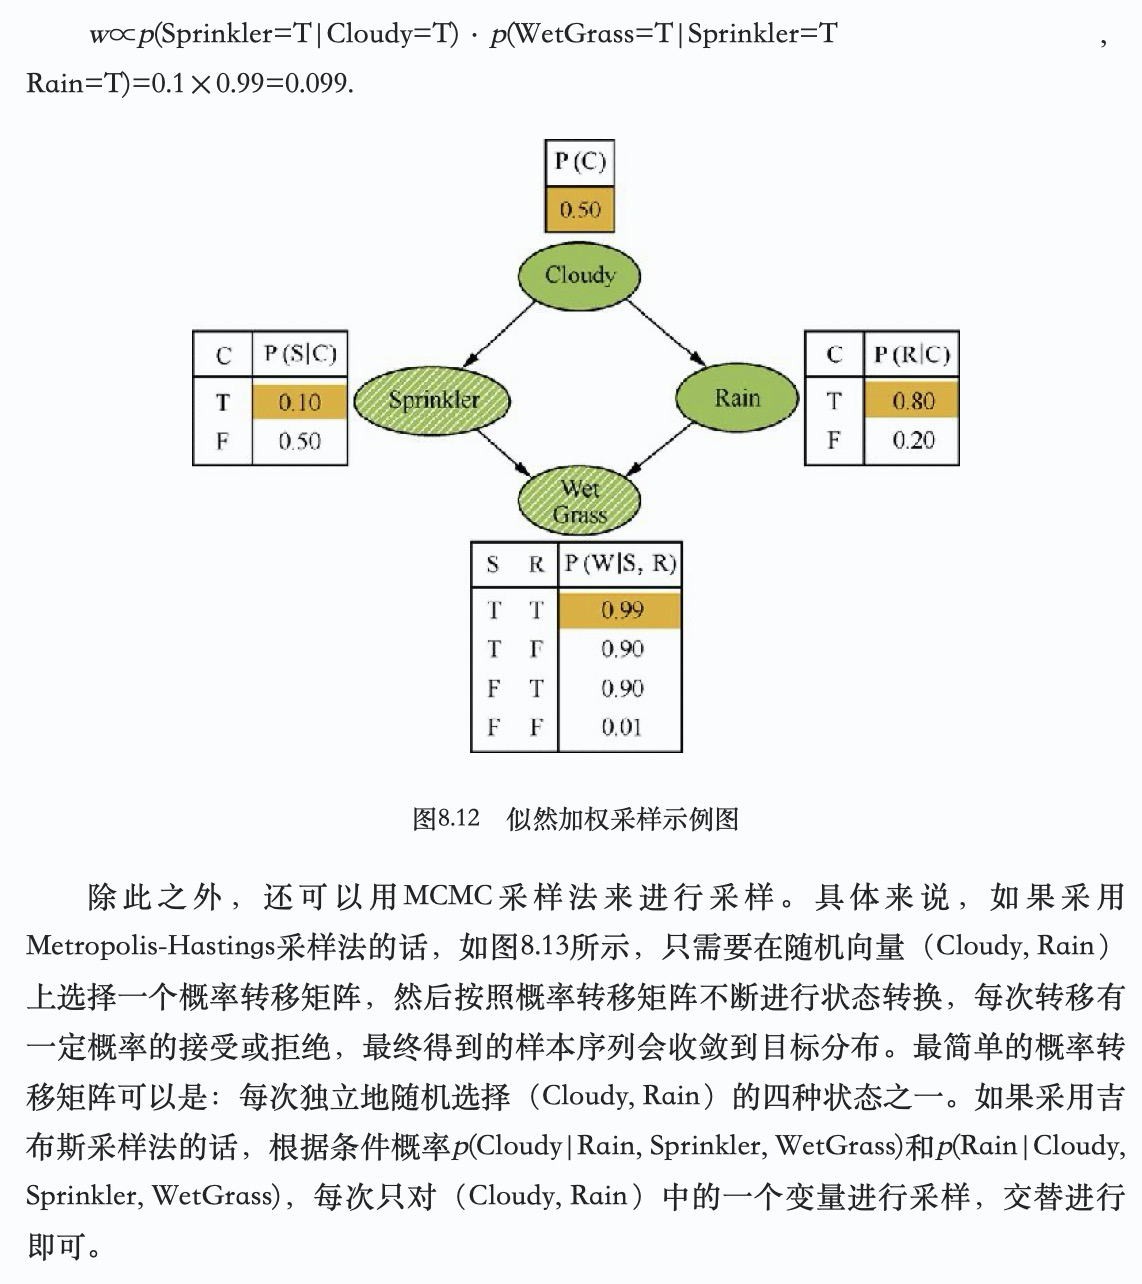 w∝p(Sprinkler=T|Cloudy=T) · p(WetGrass=T|Sprinkler=T ,
Rain=T)=0.1×0.99=0.099.
P (C)
0.50
Cloudy
C P (S|C)
T 0.10
F 0.50
Sprinkler
Rain
C P (R|C)
T 0.80
F 0.20
Wet
Grass
S R P (W|S, R)
T T 0.99
T F 0.90
F T 0.90
F F 0.01
图8.12 似然加权采样示例图
除此之外，还可以用MCMC采样法来进行采样。具体来说，如果采用
Metropolis-Hastings采样法的话，如图8.13所示，只需要在随机向量（Cloudy, Rain）
上选择一个概率转移矩阵，然后按照概率转移矩阵不断进行状态转换，每次转移有
一定概率的接受或拒绝，最终得到的样本序列会收敛到目标分布。最简单的概率转
移矩阵可以是：每次独立地随机选择（Cloudy, Rain）的四种状态之一。如果采用吉
布斯采样法的话，根据条件概率p(Cloudy|Rain, Sprinkler, WetGrass)和p(Rain|Cloudy,
Sprinkler, WetGrass)，每次只对（Cloudy, Rain）中的一个变量进行采样，交替进行
即可。